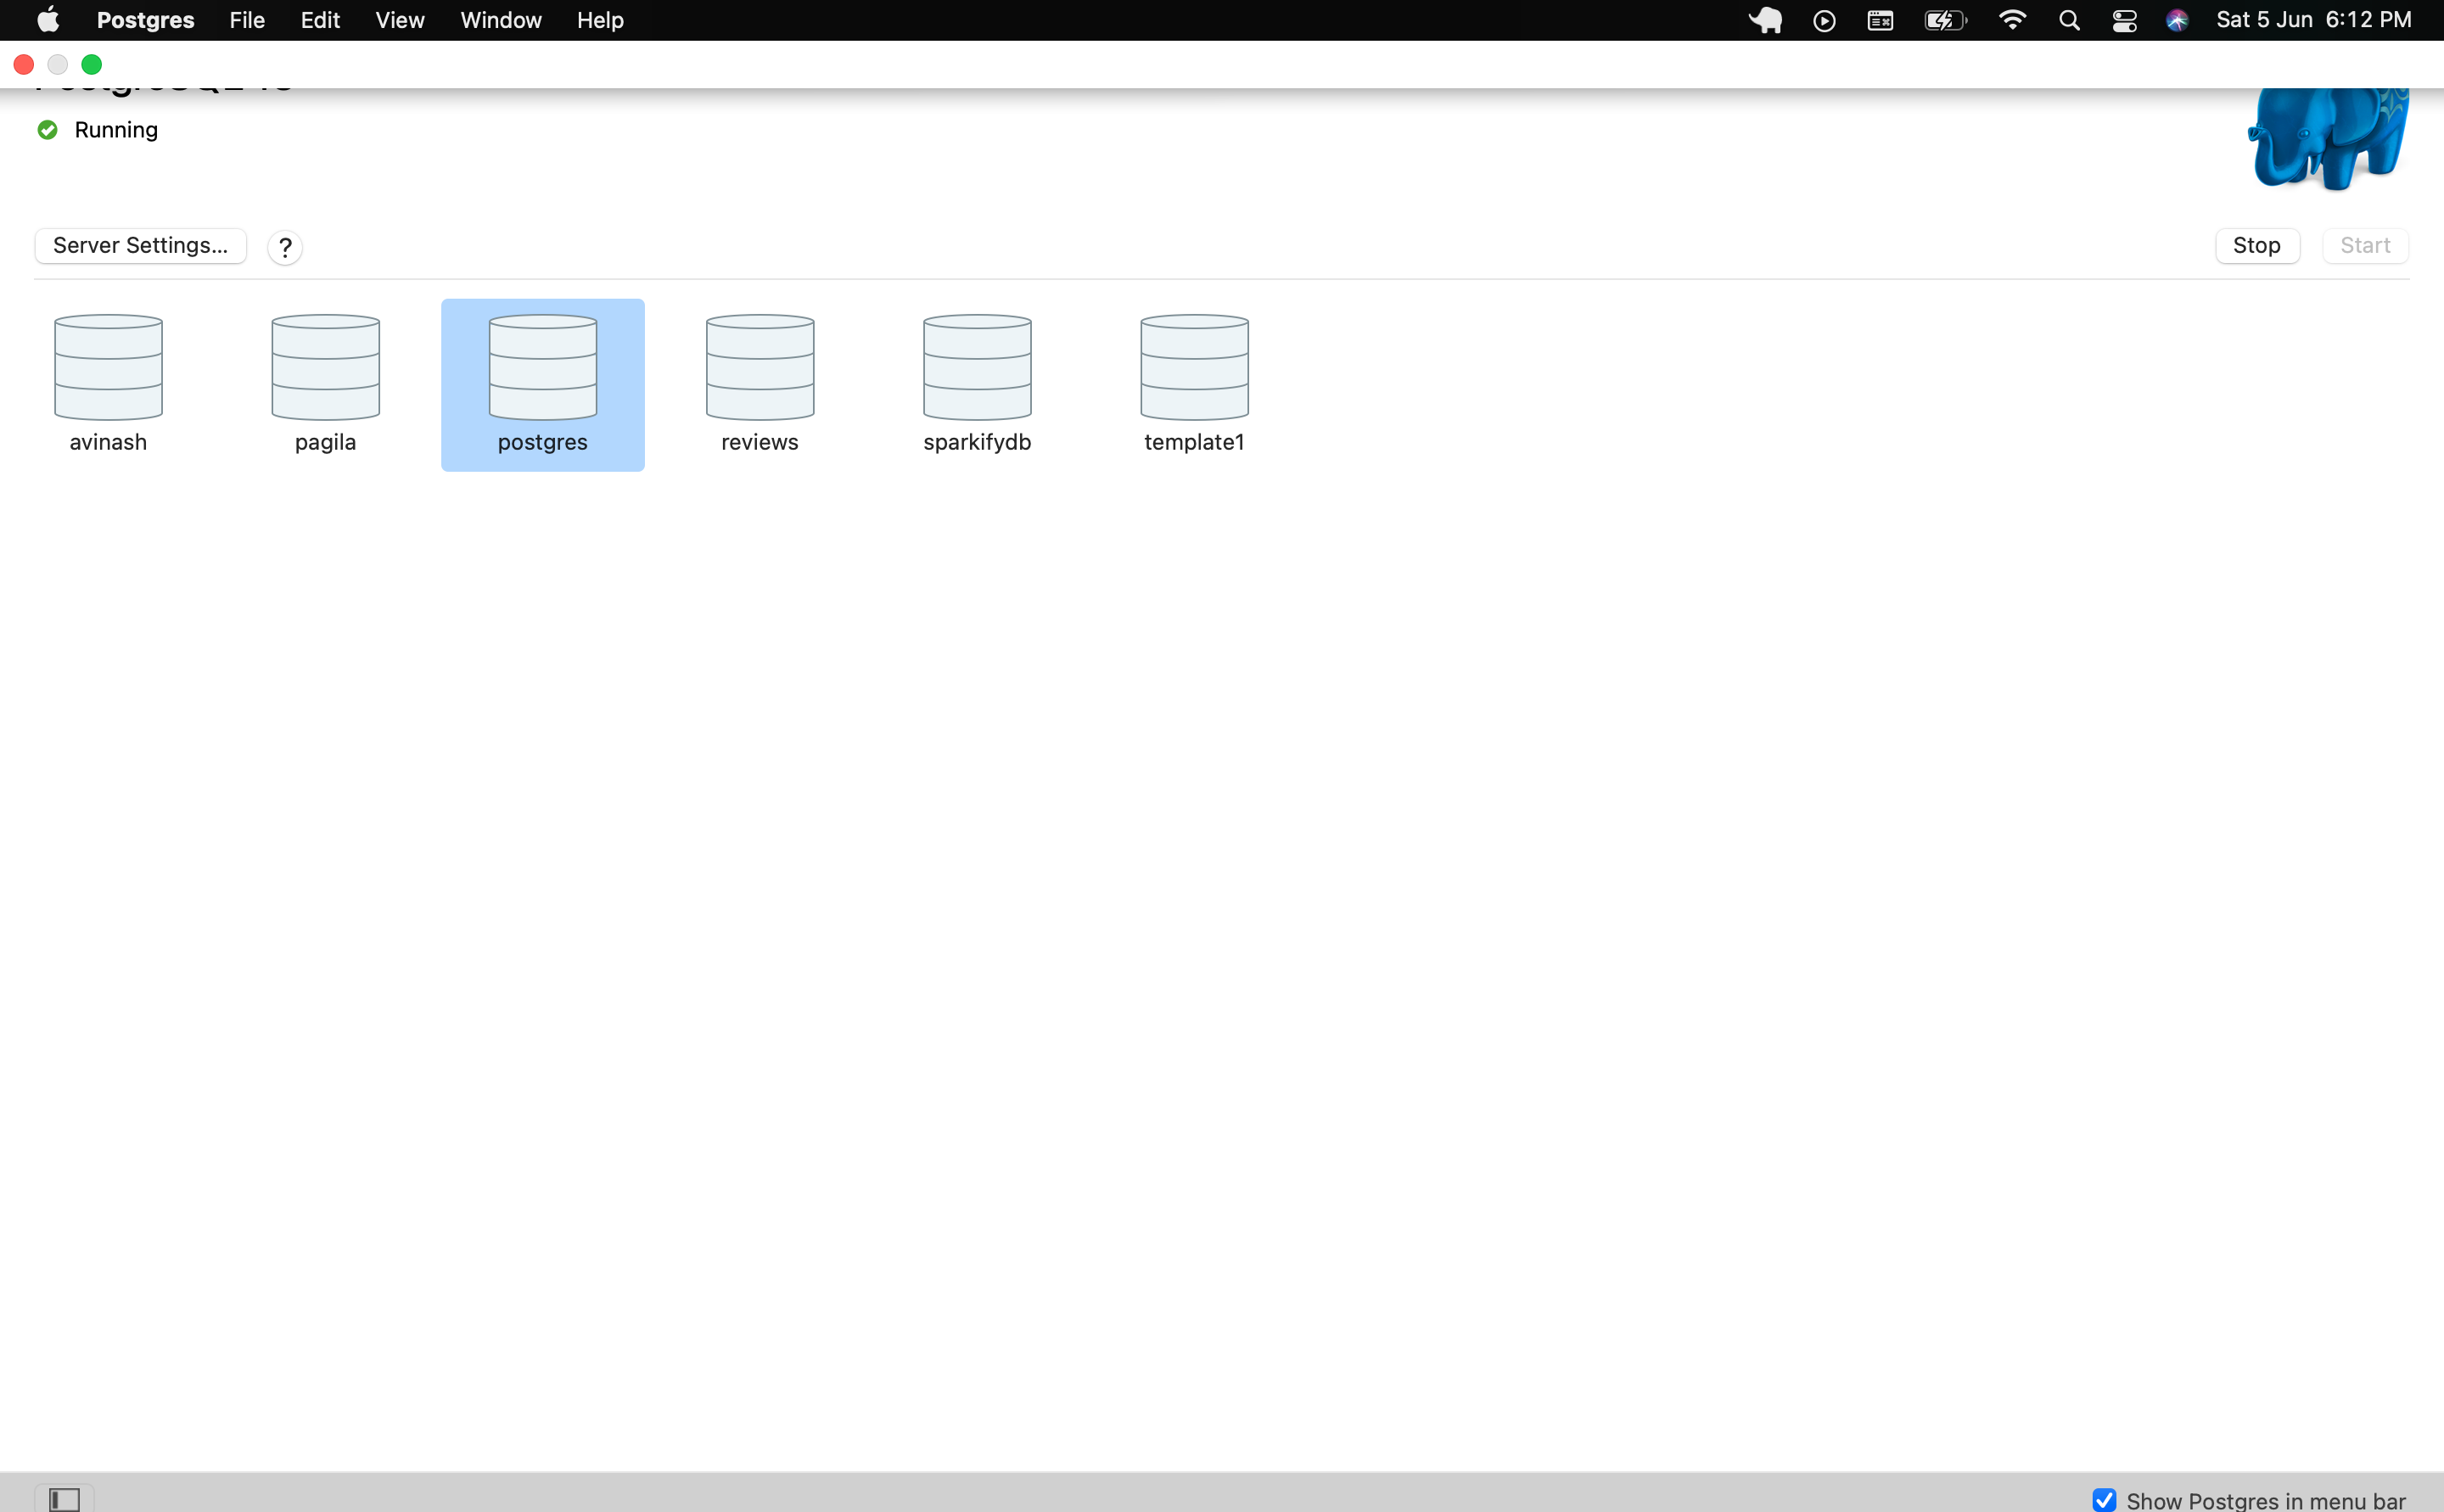 Postgres File Edit View Window Help Sat 5 Jun 6:12 PM
Running
Server Settings... ? Stop Start
avinash pagila postgres reviews sparkifydb template1
Show Postgres in menu bar